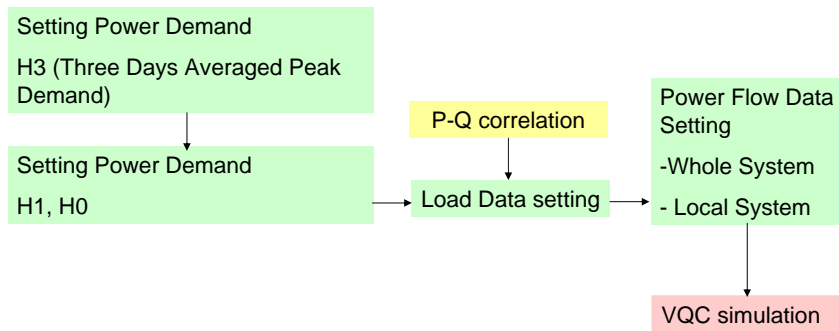 Setting Power Demand
H3 (Three Days Averaged Peak
Demand)
Setting Power Demand
H1, H0
P-Q correlation
Load Data setting
Power Flow Data
Setting
-Whole System
- Local System
VQC simulation